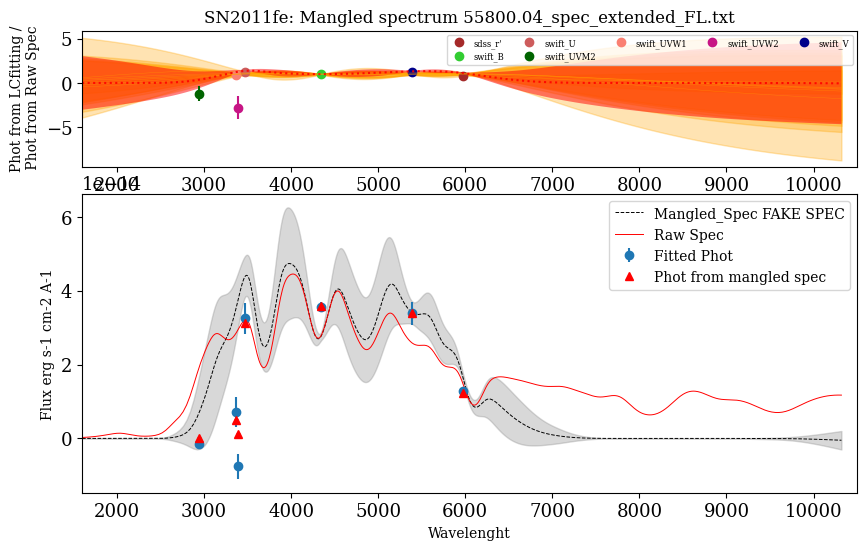 SN2011fe: Mangled spectrum 55800.04_spec_extended_FL.txt
Phot from LCfitting /
Phot from Raw Spec
5
0
−5
sdss_r'
swift_B
swift_U
swift_UVM2
swift_UVW1
swift_UVW2
swift_V
2000 3000 4000 5000 6000 7000 8000 9000 10000
1e−14
Flux erg s-1 cm-2 A-1
6
4
2
0
Mangled_Spec FAKE SPEC
Raw Spec
Fitted Phot
Phot from mangled spec
2000 3000 4000 5000 6000 7000 8000 9000 10000
Wavelenght